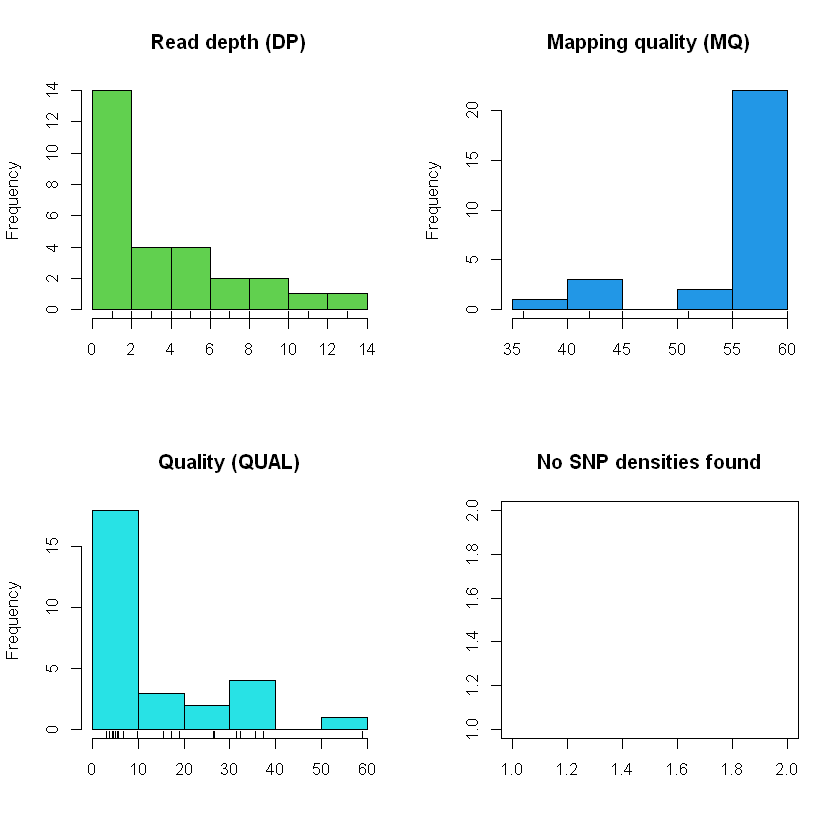 Read depth (DP)
Frequency
0 2 4 6 8 10 12 14
0 2 4 6 8 10 12 14
Mapping quality (MQ)
Frequency
0 5 10 15 20
35 40 45 50 55 60
Quality (QUAL)
Frequency
0 5 10 15
0 10 20 30 40 50 60
No SNP densities found
1.0 1.2 1.4 1.6 1.8 2.0
1.0 1.2 1.4 1.6 1.8 2.0